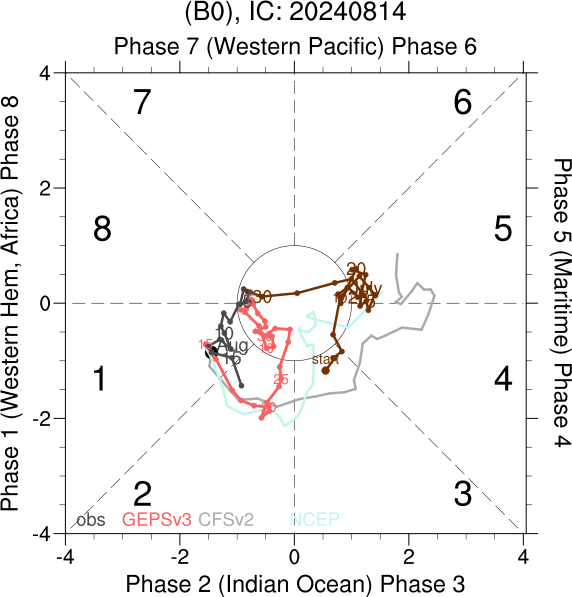 (B0), IC: 20240814
Phase 7 (Western Pacific) Phase 6
Phase 1 (Western Hem, Africa) Phase 8
Phase 5 (Maritime) Phase 4
4
2
0
-2
-4
7
6
8
5
1
4
2
3
20
30
10
Aug
15
15
25
start
obs
GEPSv3
CFSv2
NCEP
-4
-2
0
2
4
Phase 2 (Indian Ocean) Phase 3